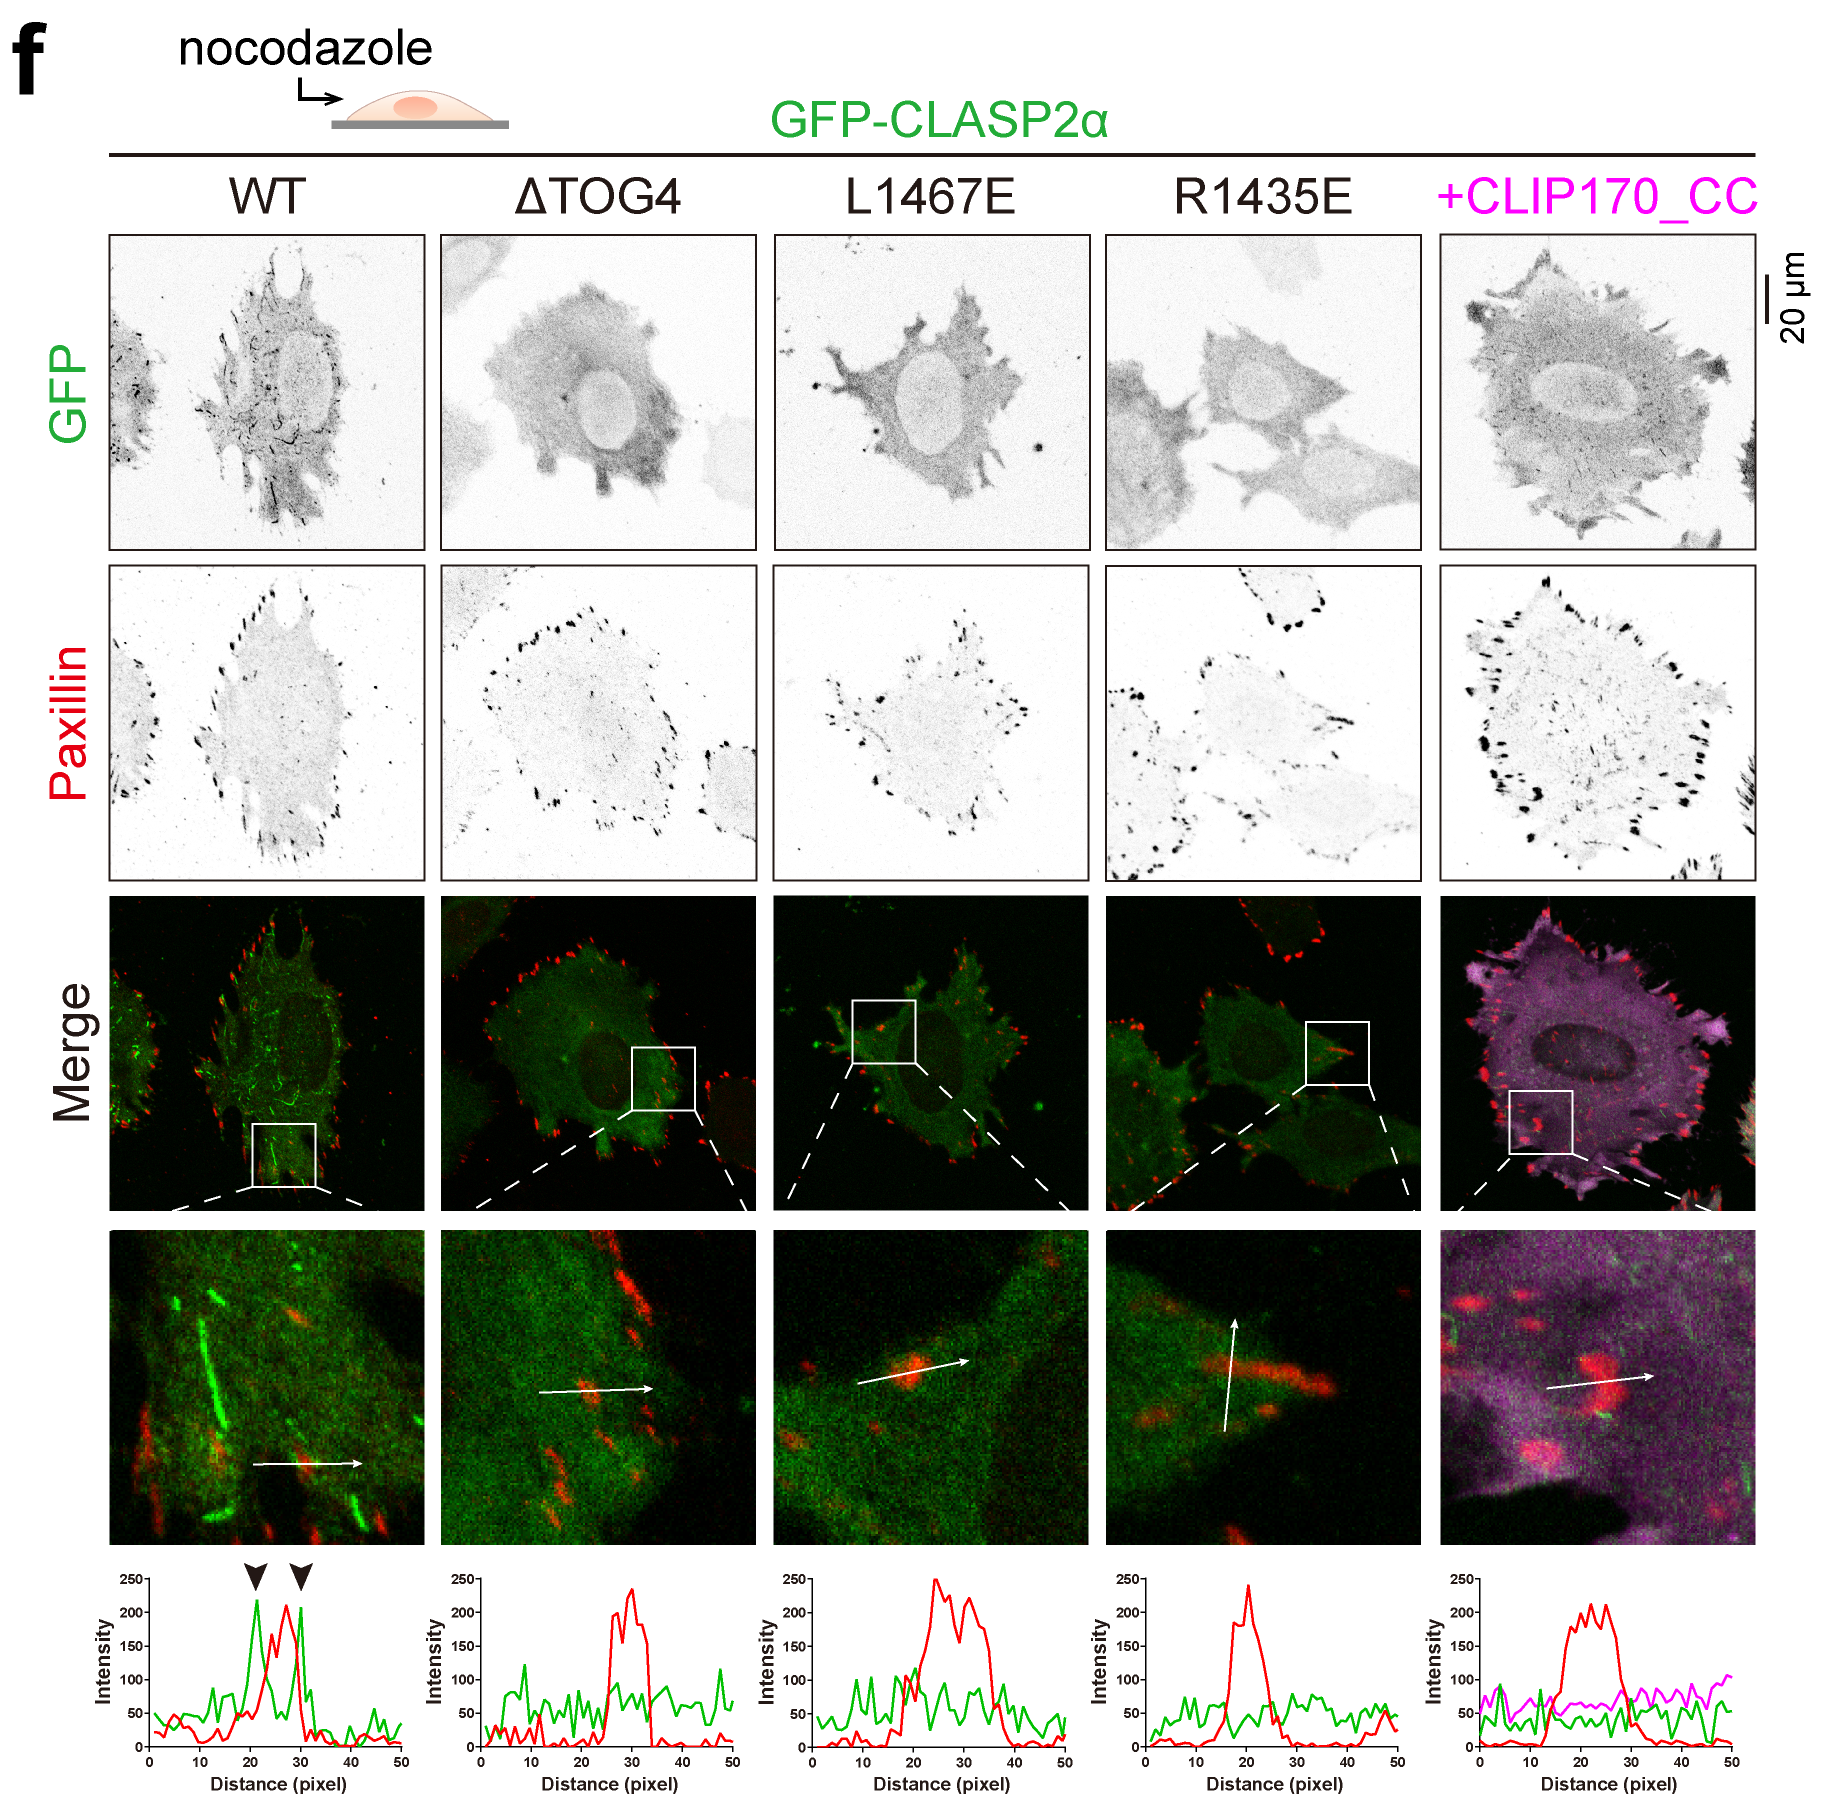 f
nocodazole
GFP-CLASP2α
WT ΔTOG4 L1467E R1435E +CLIP170_CC
GFP
20 μm
Paxillin
Merge
Intensity Intensity Intensity Intensity Intensity
250 250 250 250 250
200 200 200 200 200
150 150 150 150 150
100 100 100 100 100
50 50 50 50 50
0 0 0 0 0
0 10 20 30 40 50 0 10 20 30 40 50 0 10 20 30 40 50 0 10 20 30 40 50 0 10 20 30 40 50
Distance (pixel) Distance (pixel) Distance (pixel) Distance (pixel) Distance (pixel)